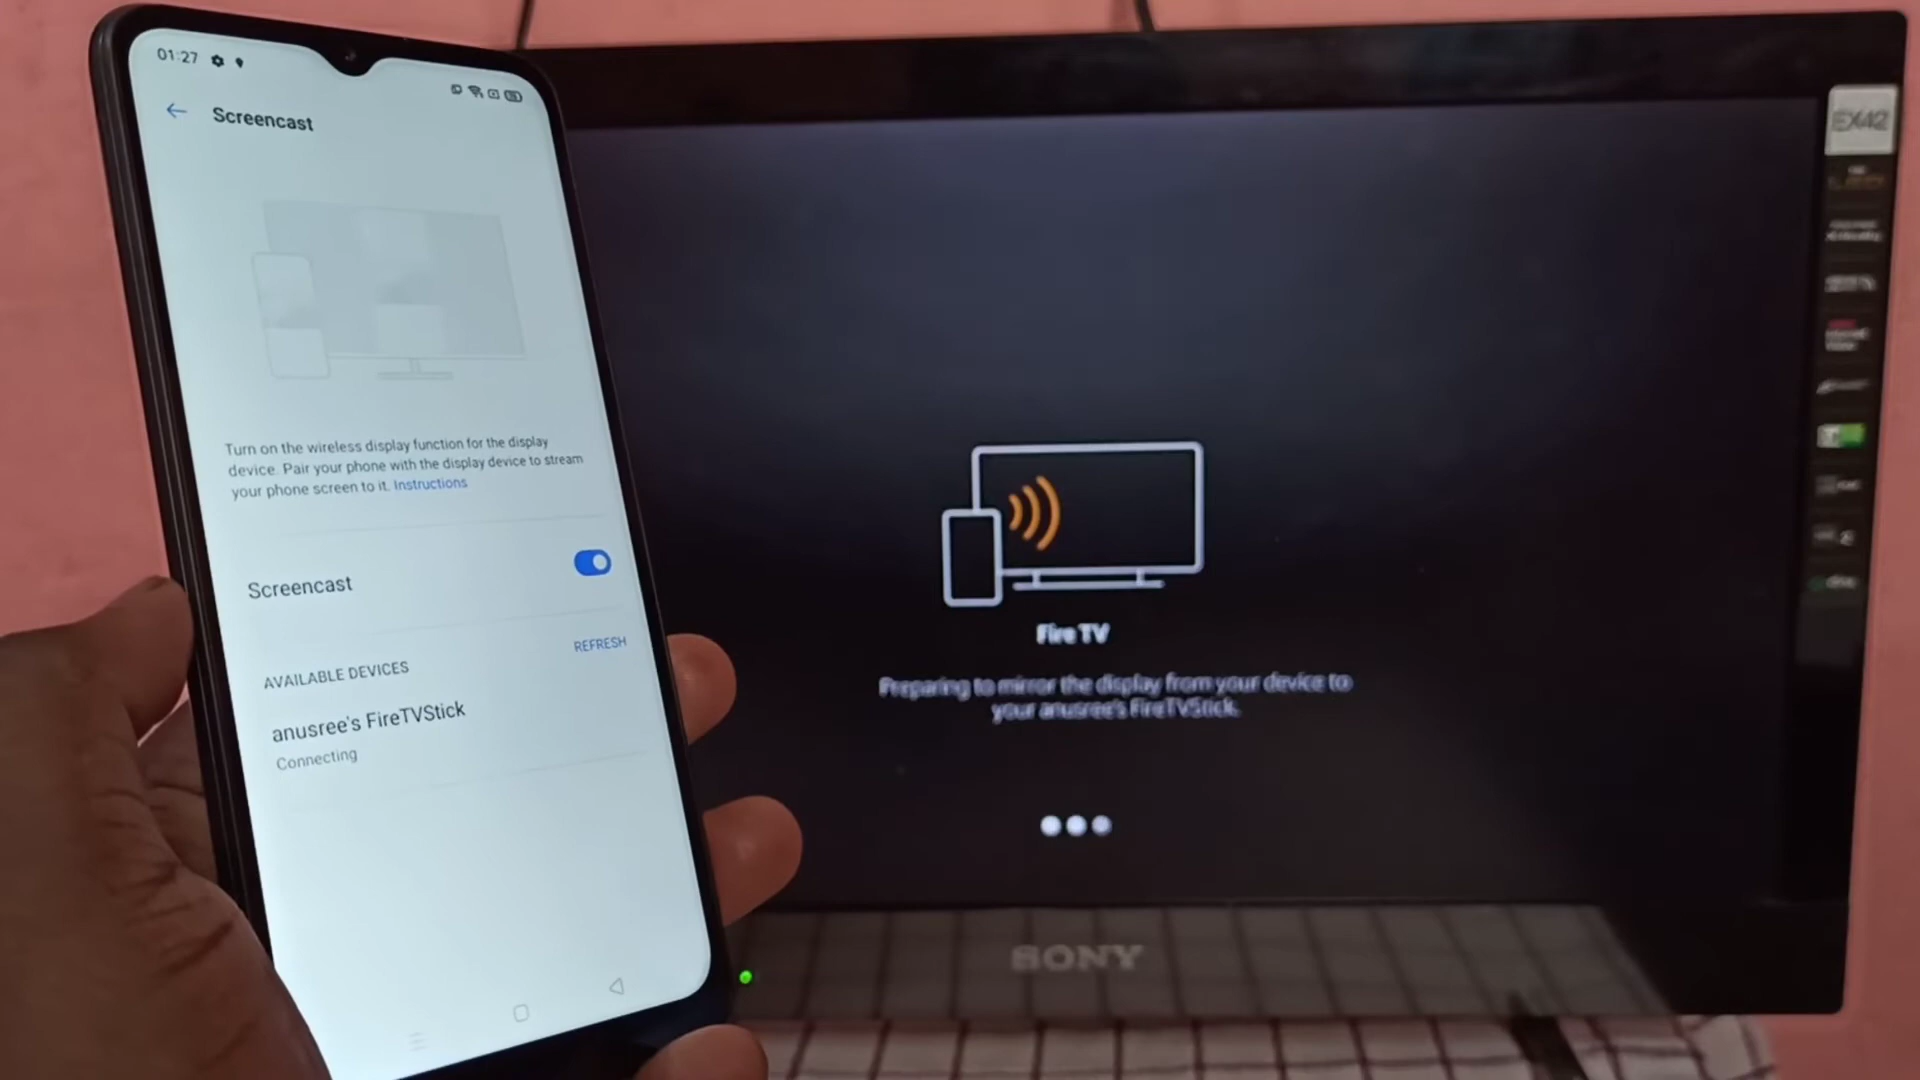 01:27
Screencast
Turn on the wireless display function for the display
device. Pair your phone with the display device to stream
your phone screen to it. Instructions
Screencast
REFRESH
AVAILABLE DEVICES
anusree's FireTVStick
Connecting
Fire TV
Preparing to mirror the display from your device to
your anusree's FireTVStick.
SONY
EX42